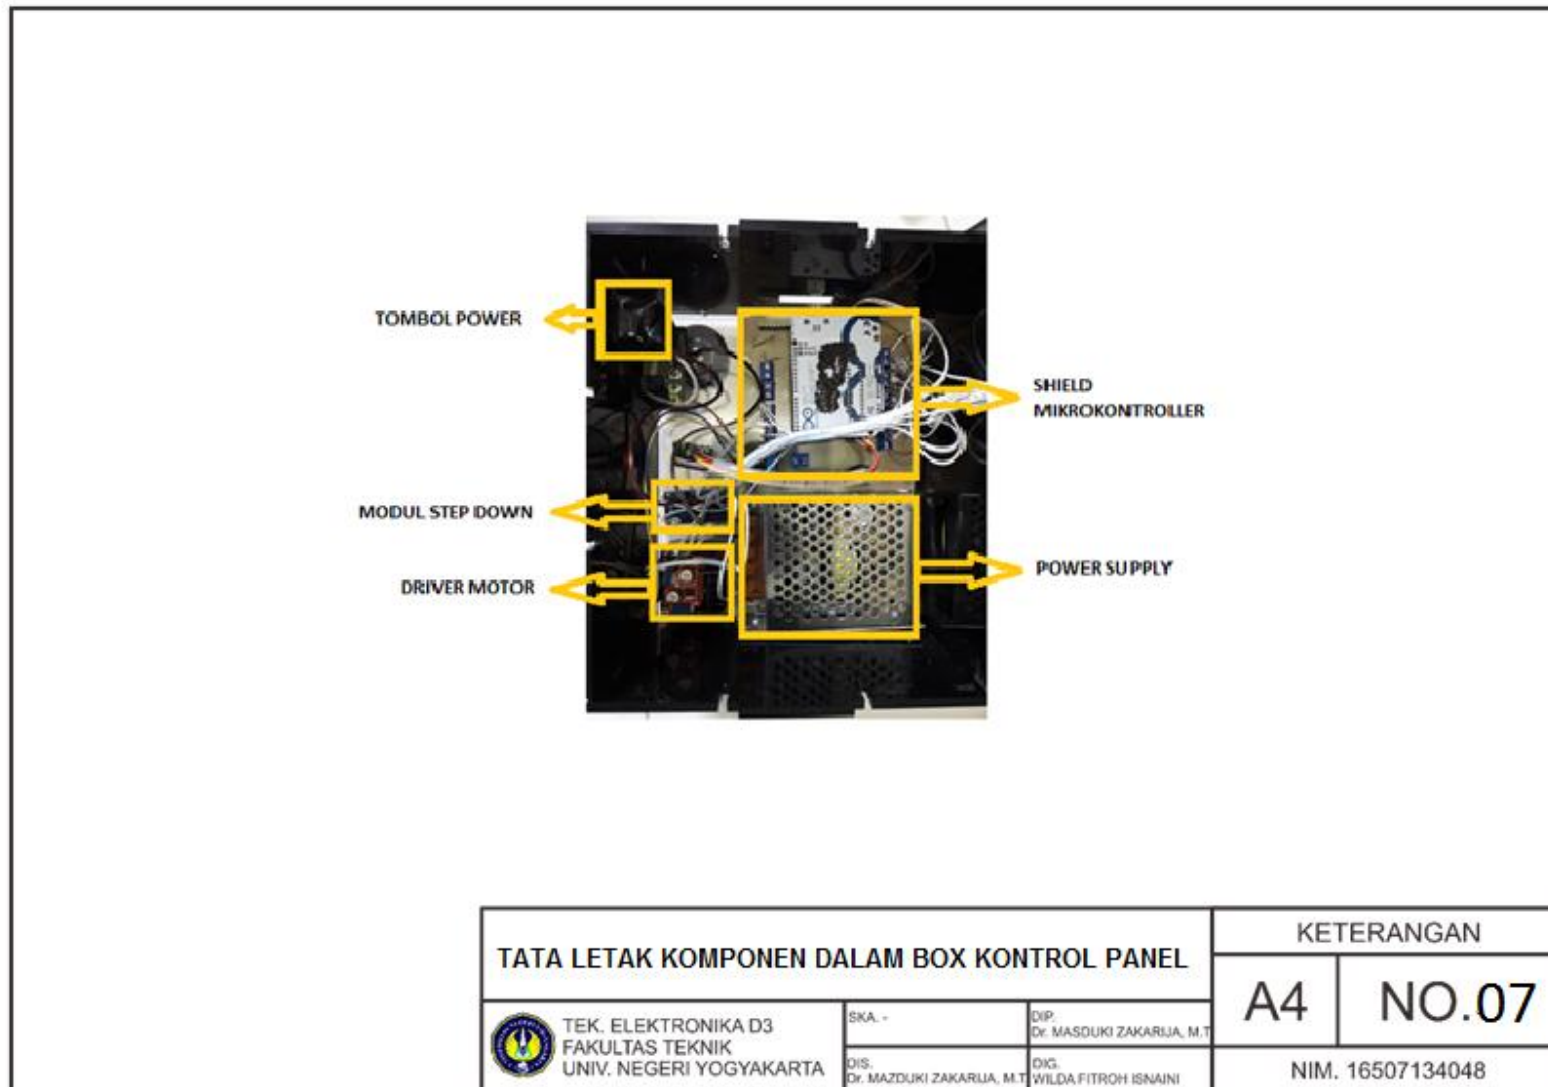 TOMBOL POWER
SHIELD
MIKROKONTROLLER
MODUL STEP DOWN
DRIVER MOTOR
POWER SUPPLY
TATA LETAK KOMPONEN DALAM BOX KONTROL PANEL
KETERANGAN
A4
NO.07
TEK. ELEKTRONIKA D3
FAKULTAS TEKNIK
UNIV. NEGERI YOGYAKARTA
SKA. -
DIP.
Dr. MASDUKI ZAKARIJA, M.T
DIS.
Dr. MAZDUKI ZAKARIJA, M.T
DIG.
WILDA FITROH ISNAINI
NIM. 16507134048